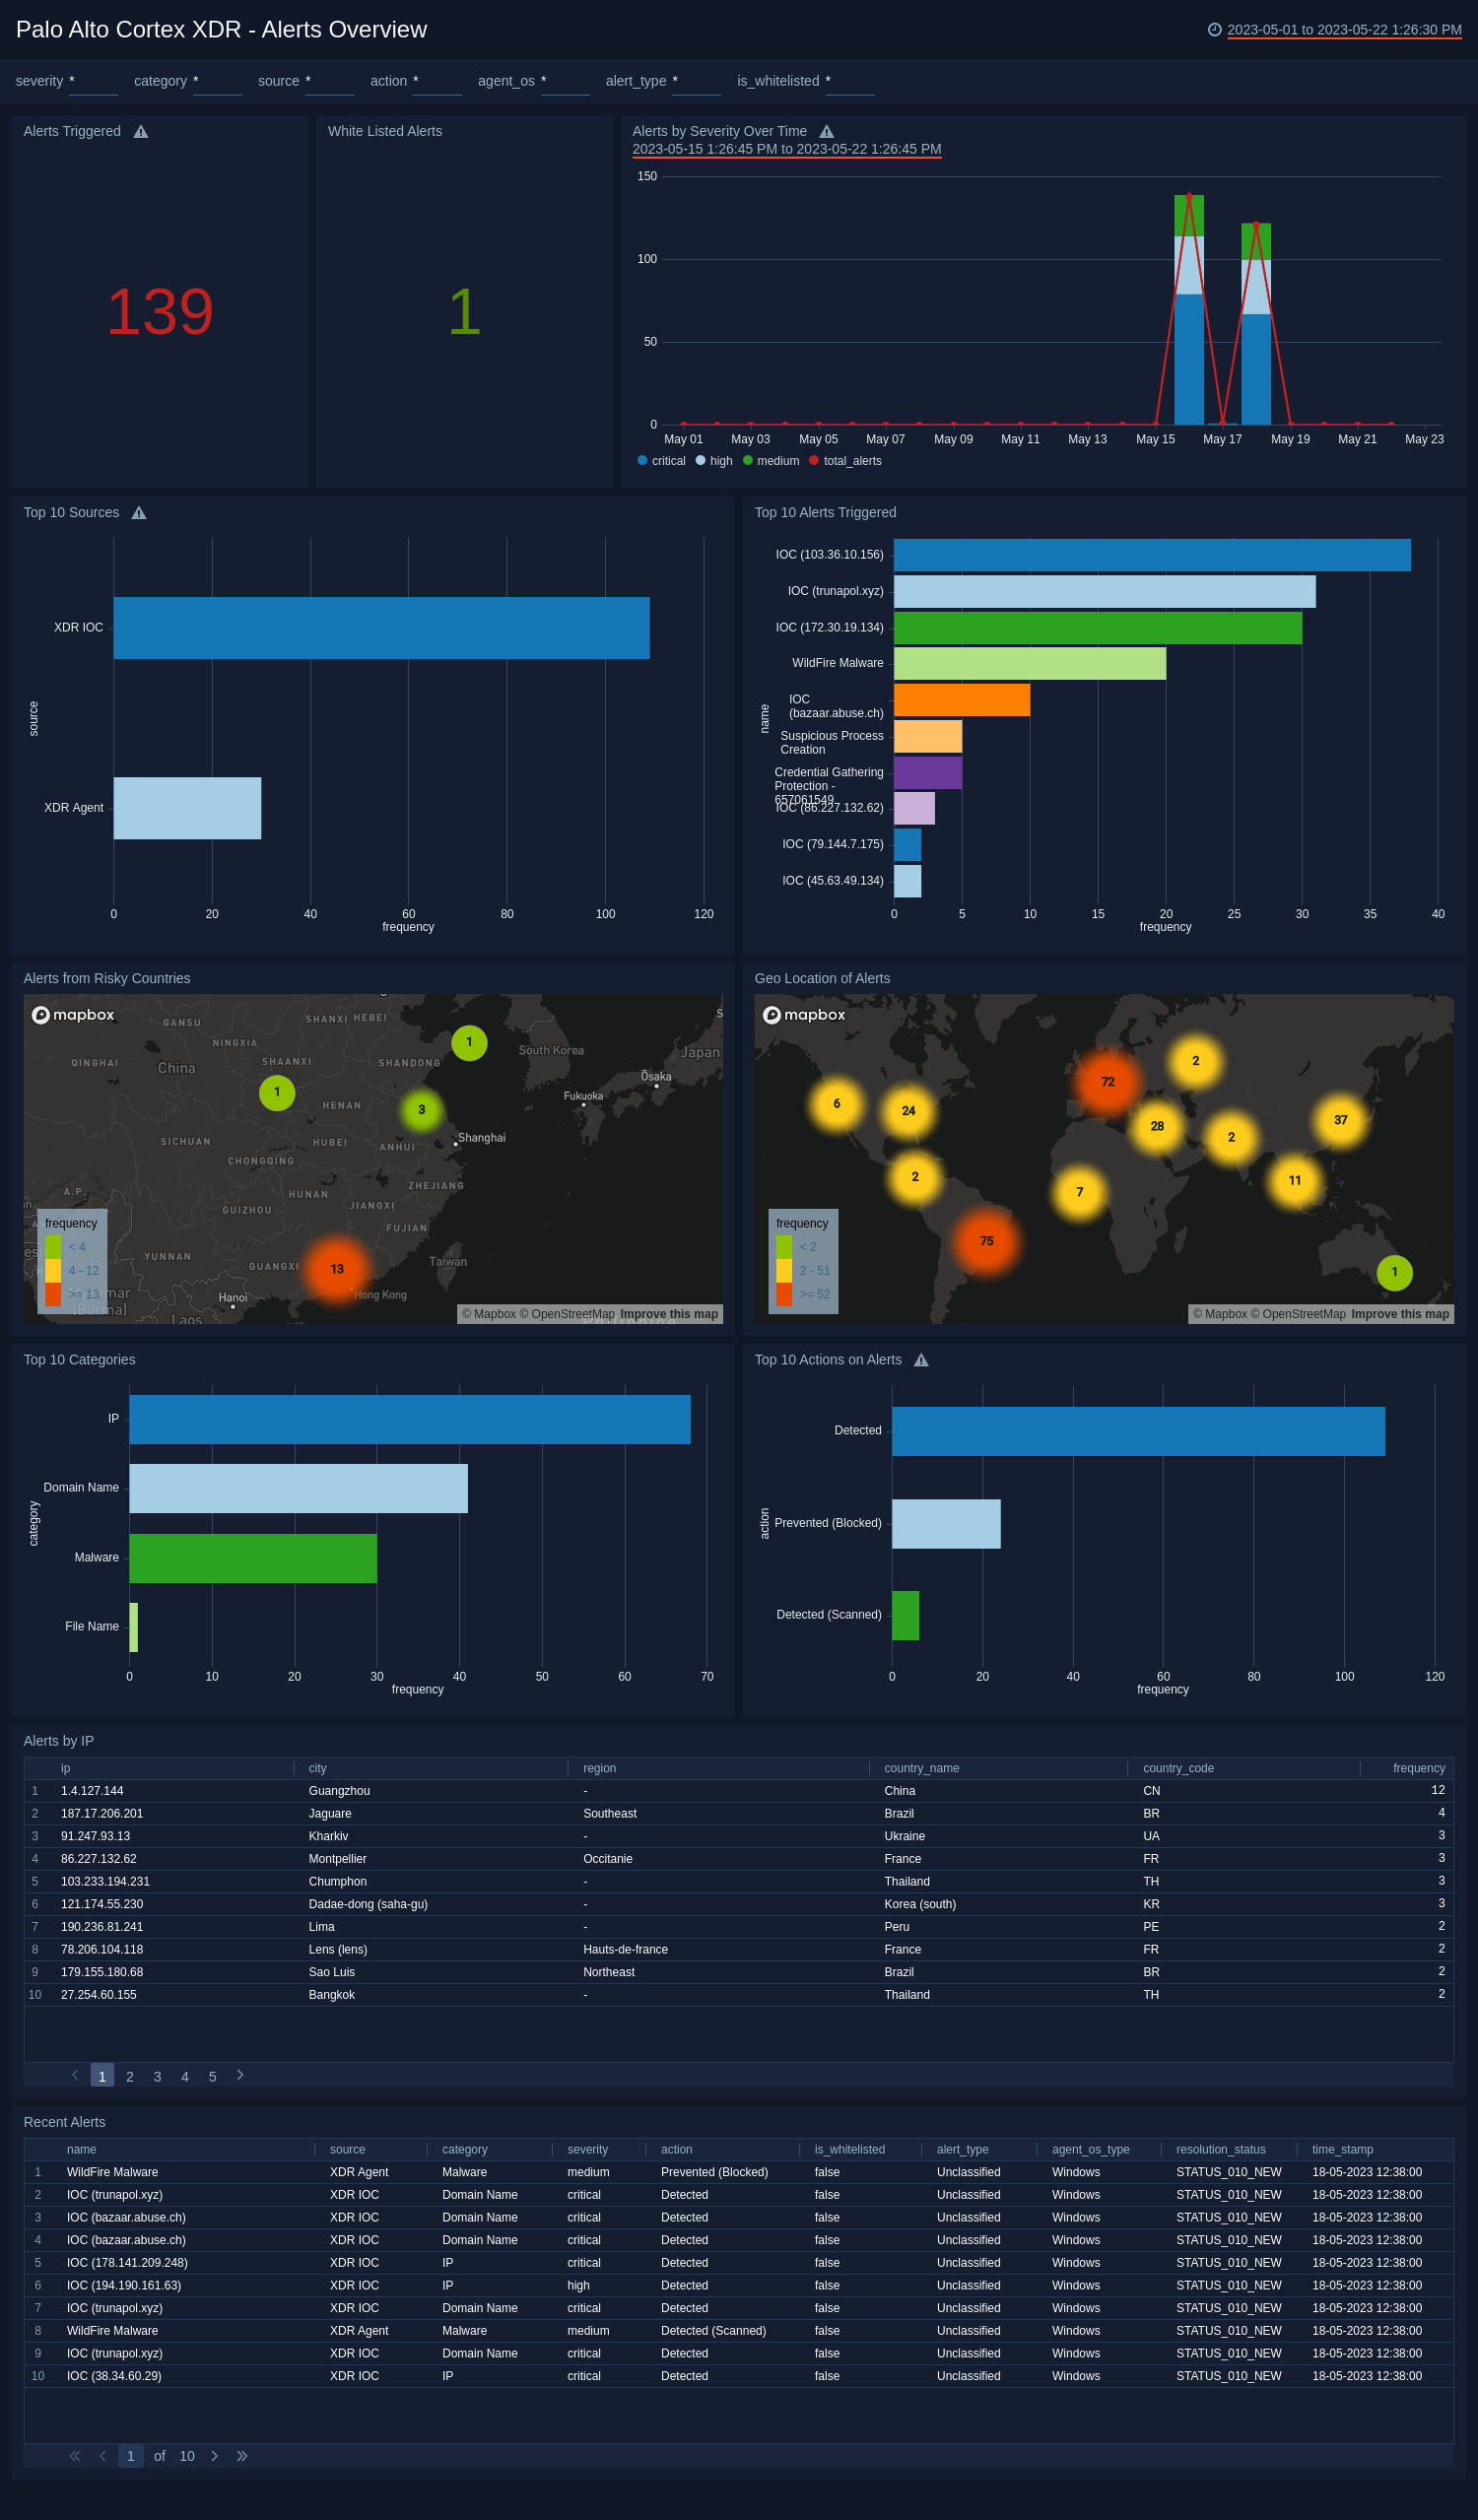 Palo Alto Cortex XDR - Alerts Overview
2023-05-01 to 2023-05-22 1:26:30 PM
severity * category * source * action * agent_os * alert_type * is_whitelisted *
Alerts Triggered
139
White Listed Alerts
1
Alerts by Severity Over Time
2023-05-15 1:26:45 PM to 2023-05-22 1:26:45 PM
150
100
50
0
May 01 May 03 May 05 May 07 May 09 May 11 May 13 May 15 May 17 May 19 May 21 May 23
critical high medium total_alerts
Top 10 Sources
source
XDR IOC
XDR Agent
0 20 40 60 80 100 120
frequency
Top 10 Alerts Triggered
name
IOC (103.36.10.156)
IOC (trunapol.xyz)
IOC (172.30.19.134)
WildFire Malware
IOC
(bazaar.abuse.ch)
Suspicious Process
Creation
Credential Gathering
Protection -
657061549
IOC (86.227.132.62)
IOC (79.144.7.175)
IOC (45.63.49.134)
0 5 10 15 20 25 30 35 40
frequency
Alerts from Risky Countries
mapbox
GANSU
SHANXI HEBEI
NINGXIA
1
South Korea
Japan
QINGHAI
China
SHAANXI
SHANDONG
Ōsaka
1
Fukuoka
HENAN
3
SICHUAN
HUBEI
ANHUI
Shanghai
CHONGQING
A.P.
HUNAN
ZHEJIANG
GUIZHOU
JIANGXI
FUJIAN
frequency
< 4
4 - 12
>= 13
YUNNAN
GUANGXI
13
Taiwan
Hanoi
Hong Kong
(Burma)
Laos
© Mapbox © OpenStreetMap Improve this map
Geo Location of Alerts
mapbox
2
72
6
24
37
28
2
2
7
11
75
1
frequency
< 2
2 - 51
>= 52
© Mapbox © OpenStreetMap Improve this map
Top 10 Categories
category
IP
Domain Name
Malware
File Name
0 10 20 30 40 50 60 70
frequency
Top 10 Actions on Alerts
action
Detected
Prevented (Blocked)
Detected (Scanned)
0 20 40 60 80 100 120
frequency
Alerts by IP
ip city region country_name country_code frequency
1 1.4.127.144 Guangzhou - China CN 12
2 187.17.206.201 Jaguare Southeast Brazil BR 4
3 91.247.93.13 Kharkiv - Ukraine UA 3
4 86.227.132.62 Montpellier Occitanie France FR 3
5 103.233.194.231 Chumphon - Thailand TH 3
6 121.174.55.230 Dadae-dong (saha-gu) - Korea (south) KR 3
7 190.236.81.241 Lima - Peru PE 2
8 78.206.104.118 Lens (lens) Hauts-de-france France FR 2
9 179.155.180.68 Sao Luis Northeast Brazil BR 2
10 27.254.60.155 Bangkok - Thailand TH 2
1 2 3 4 5
Recent Alerts
name source category severity action is_whitelisted alert_type agent_os_type resolution_status time_stamp
1 WildFire Malware XDR Agent Malware medium Prevented (Blocked) false Unclassified Windows STATUS_010_NEW 18-05-2023 12:38:00
2 IOC (trunapol.xyz) XDR IOC Domain Name critical Detected false Unclassified Windows STATUS_010_NEW 18-05-2023 12:38:00
3 IOC (bazaar.abuse.ch) XDR IOC Domain Name critical Detected false Unclassified Windows STATUS_010_NEW 18-05-2023 12:38:00
4 IOC (bazaar.abuse.ch) XDR IOC Domain Name critical Detected false Unclassified Windows STATUS_010_NEW 18-05-2023 12:38:00
5 IOC (178.141.209.248) XDR IOC IP critical Detected false Unclassified Windows STATUS_010_NEW 18-05-2023 12:38:00
6 IOC (194.190.161.63) XDR IOC IP high Detected false Unclassified Windows STATUS_010_NEW 18-05-2023 12:38:00
7 IOC (trunapol.xyz) XDR IOC Domain Name critical Detected false Unclassified Windows STATUS_010_NEW 18-05-2023 12:38:00
8 WildFire Malware XDR Agent Malware medium Detected (Scanned) false Unclassified Windows STATUS_010_NEW 18-05-2023 12:38:00
9 IOC (trunapol.xyz) XDR IOC Domain Name critical Detected false Unclassified Windows STATUS_010_NEW 18-05-2023 12:38:00
10 IOC (38.34.60.29) XDR IOC IP critical Detected false Unclassified Windows STATUS_010_NEW 18-05-2023 12:38:00
1 of 10